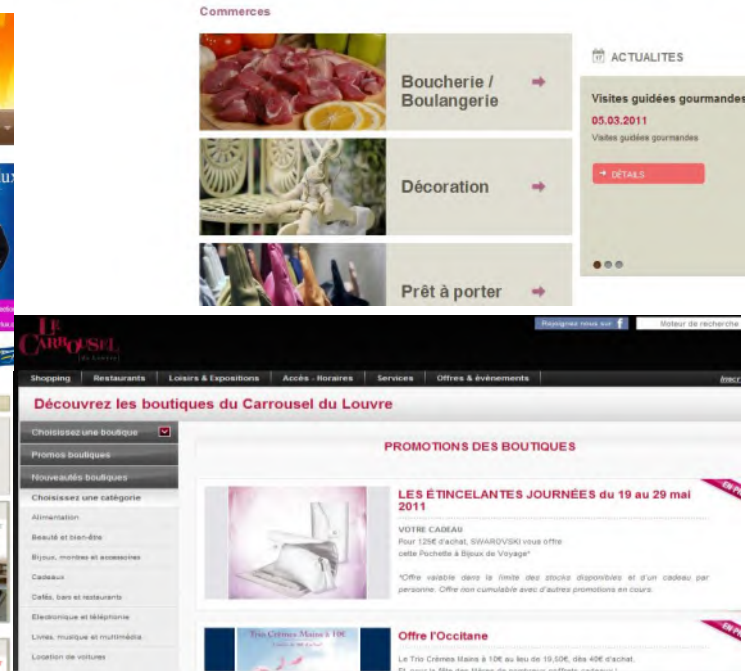 Commerces
Boucherie /
Boulangerie
Décoration
Prêt à porter
ACTUALITES
Visites guidées gourmandes
05.03.2011
Visites guidées gourmandes
DÉTAILS
LE
CARROUSEL
du Louvre
Rejoignez nous sur f
Moteur de recherche
Shopping
Restaurants
Loisirs & Expositions
Accès - Horaires
Services
Offres & évènements
Découvrez les boutiques du Carrousel du Louvre
Choisissez une boutique
Promos boutiques
Nouveautés boutiques
Choisissez une catégorie
Alimentation
Beauté et bien-être
Bijoux, montres et accessoires
Cadeaux
Cafés, bars et restaurants
Electronique et téléphonie
Livres, musique et multimédia
Location de voitures
PROMOTIONS DES BOUTIQUES
LES ÉTINCELANTES JOURNÉES du 19 au 29 mai
2011
VOTRE CADEAU
Pour 125€ d'achat, SWAROVSKI vous offre
cette Pochette à Bijoux de Voyage*
*Offre valable dans la limite des stocks disponibles et d'un cadeau par
personne. Offre non cumulable avec d'autres promotions en cours.
Trio Crèmes Mains à 10€
Offre l'Occitane
Le Trio Crèmes Mains à 10€ au lieu de 19,50€, dès 40€ d'achat.